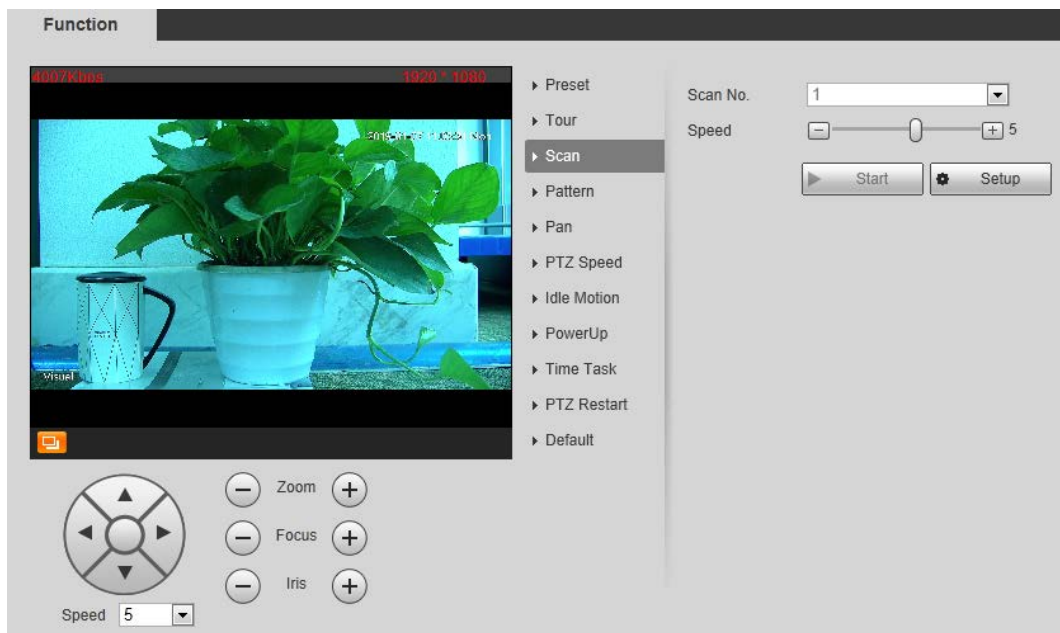 Function
4007Kbps 1920 * 1080
Visuel
Zoom
Focus
Iris
Speed 5
Preset
Tour
Scan
Pattern
Pan
PTZ Speed
Idle Motion
PowerUp
Time Task
PTZ Restart
Default
Scan No. 1
Speed 5
Start Setup